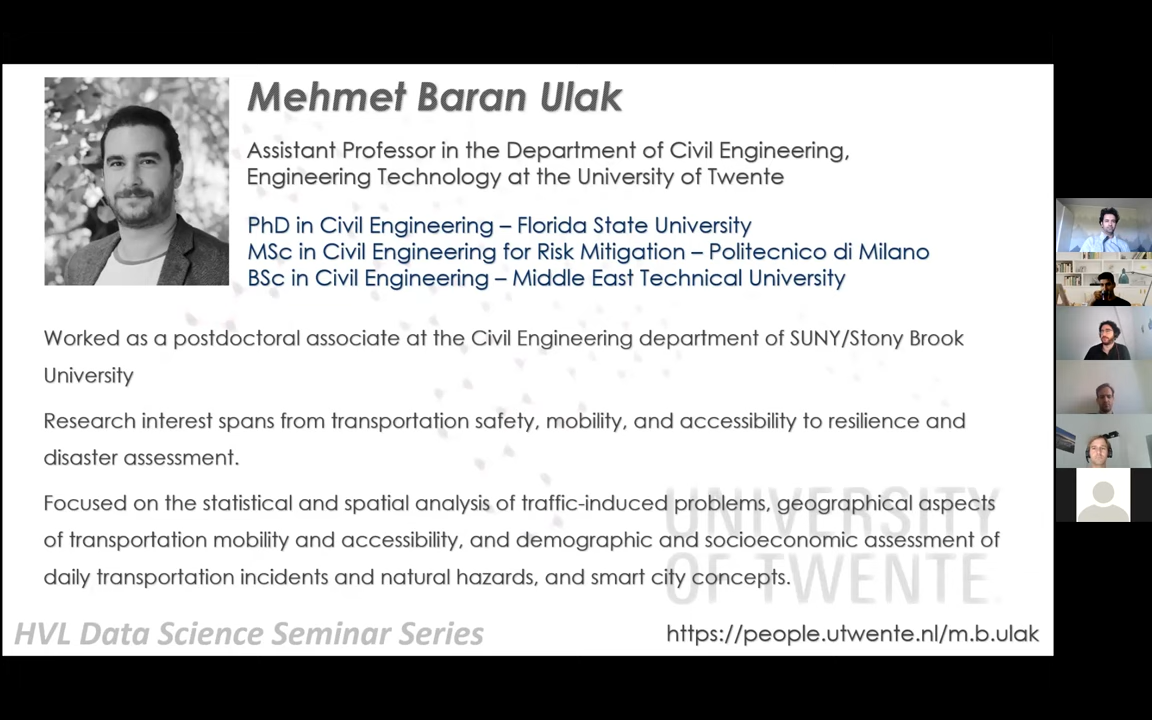 Mehmet Baran Ulak
Assistant Professor in the Department of Civil Engineering,
Engineering Technology at the University of Twente
PhD in Civil Engineering – Florida State University
MSc in Civil Engineering for Risk Mitigation – Politecnico di Milano
BSc in Civil Engineering – Middle East Technical University
Worked as a postdoctoral associate at the Civil Engineering department of SUNY/Stony Brook
University
Research interest spans from transportation safety, mobility, and accessibility to resilience and
disaster assessment.
Focused on the statistical and spatial analysis of traffic-induced problems, geographical aspects
of transportation mobility and accessibility, and demographic and socioeconomic assessment of
daily transportation incidents and natural hazards, and smart city concepts.
UNIVERSITY
OF TWENTE.
HVL Data Science Seminar Series
https://people.utwente.nl/m.b.ulak